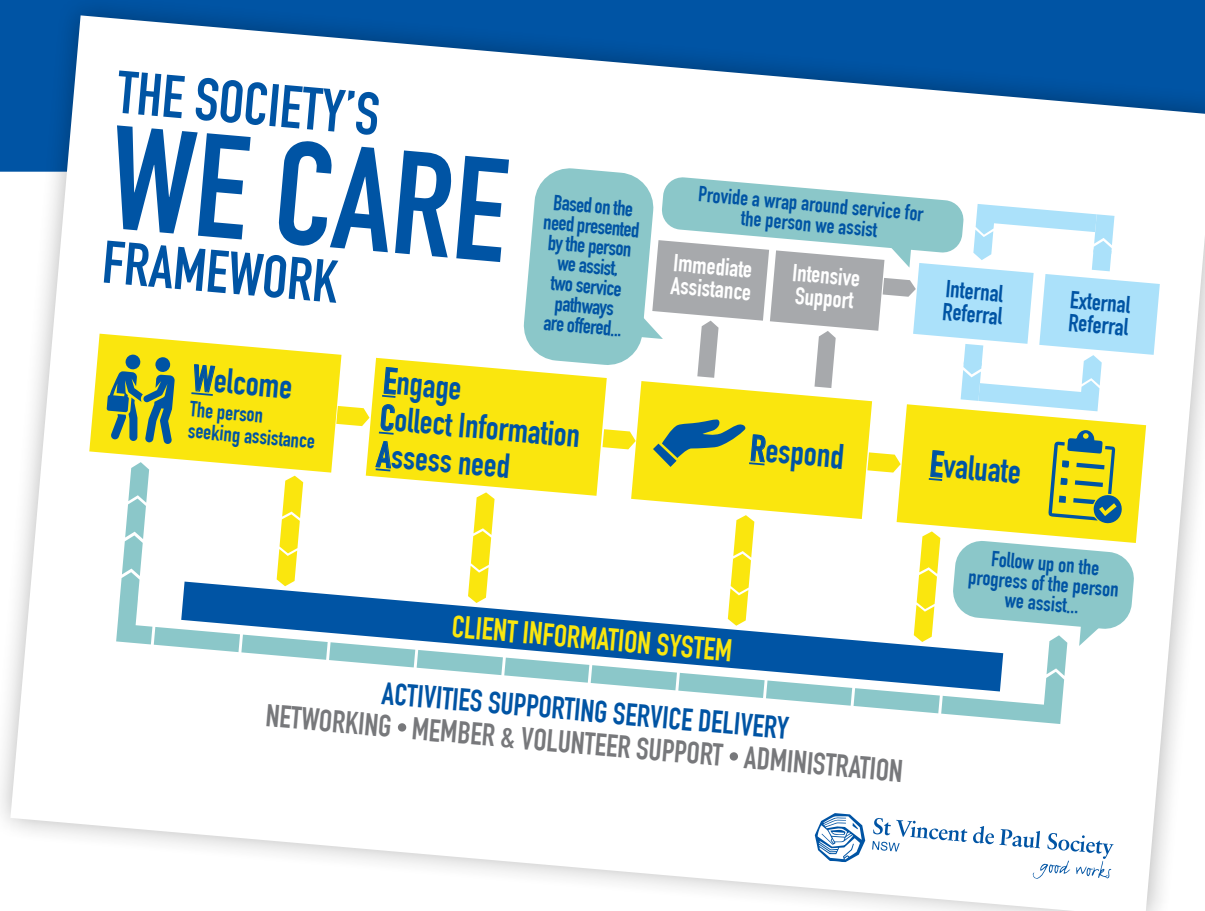 THE SOCIETY'S
WE CARE
FRAMEWORK
Based on the
need presented
by the person
we assist,
two service
pathways
are offered...
Provide a wrap around service for
the person we assist
Immediate
Assistance
Intensive
Support
Internal
Referral
External
Referral
Welcome
The person
seeking assistance
Engage
Collect Information
Assess need
Respond
Evaluate
Follow up on the
progress of the person
we assist...
CLIENT INFORMATION SYSTEM
ACTIVITIES SUPPORTING SERVICE DELIVERY
NETWORKING • MEMBER & VOLUNTEER SUPPORT • ADMINISTRATION
St Vincent de Paul Society
NSW
good works